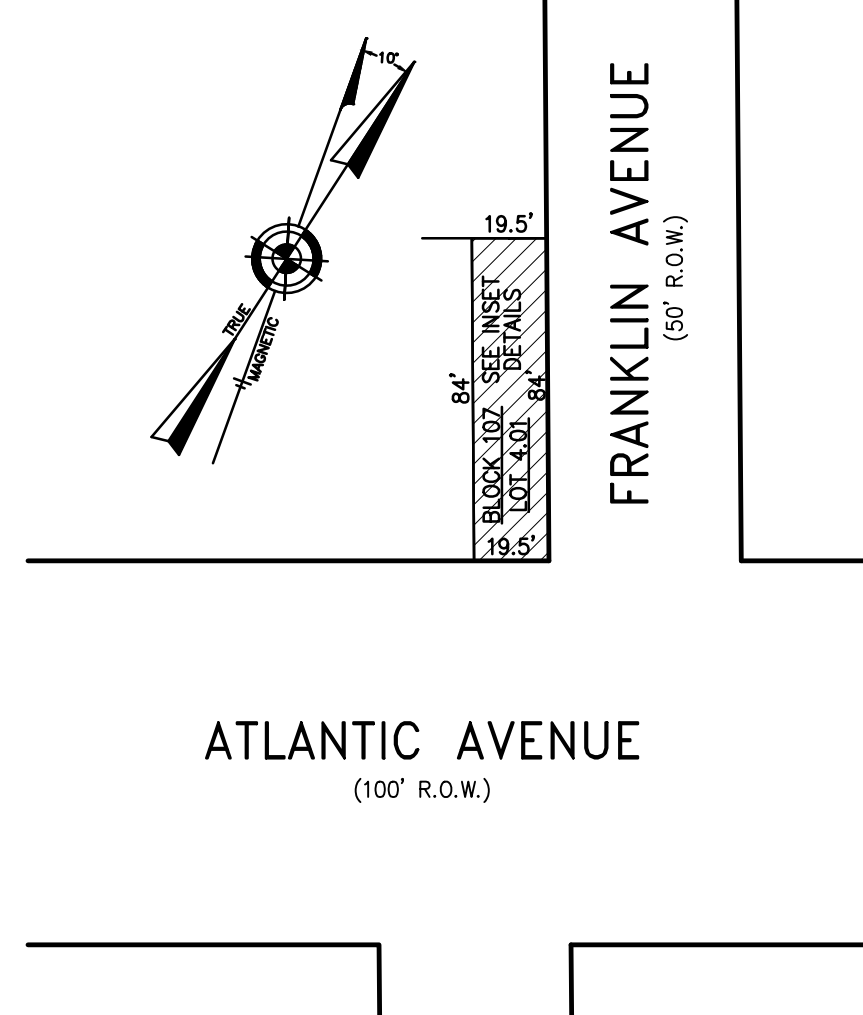 10°
TRUE
MAGNETIC
19.5'
84'
SEE INSET
DETAILS
84'
BLOCK 107
LOT 4.01
19.5'
FRANKLIN AVENUE
(50' R.O.W.)
ATLANTIC AVENUE
(100' R.O.W.)